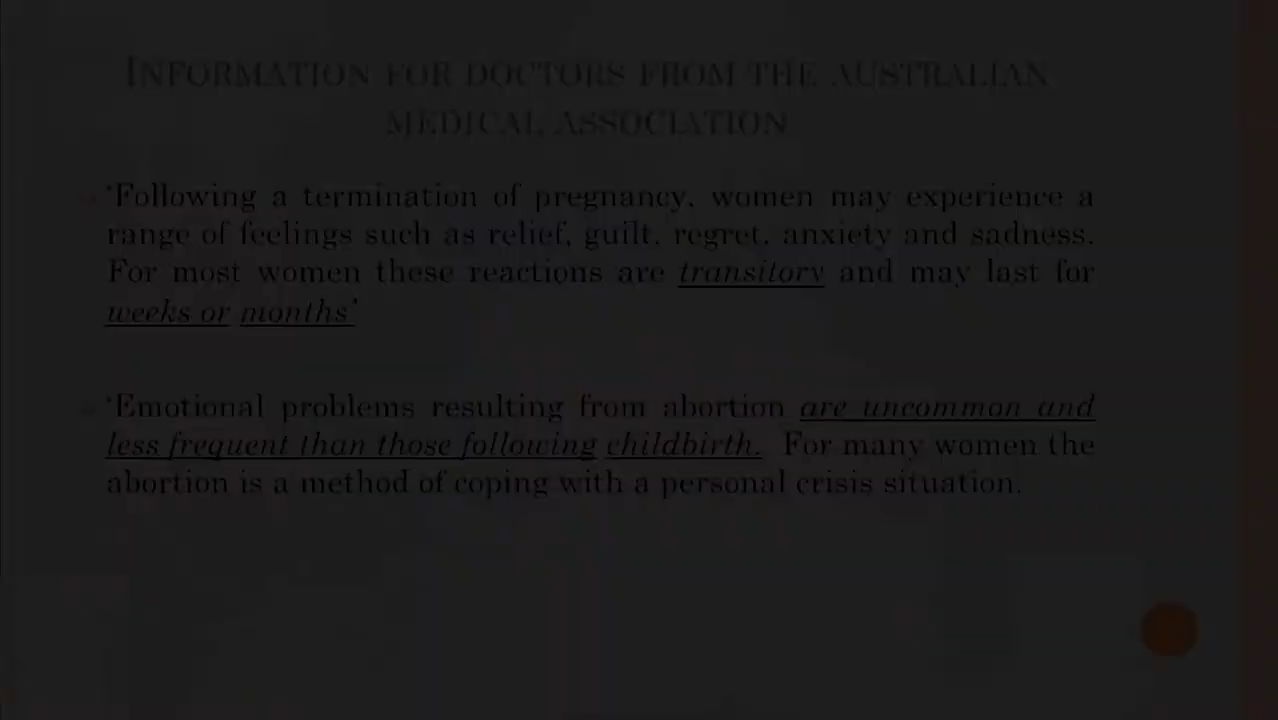 INFORMATION FOR DOCTORS FROM THE AUSTRALIAN
MEDICAL ASSOCIATION
'Following a termination of pregnancy, women may experience a
range of feelings such as relief, guilt, regret, anxiety and sadness.
For most women these reactions are transitory and may last for
weeks or months'
'Emotional problems resulting from abortion are uncommon and
less frequent than those following childbirth. For many women the
abortion is a method of coping with a personal crisis situation.